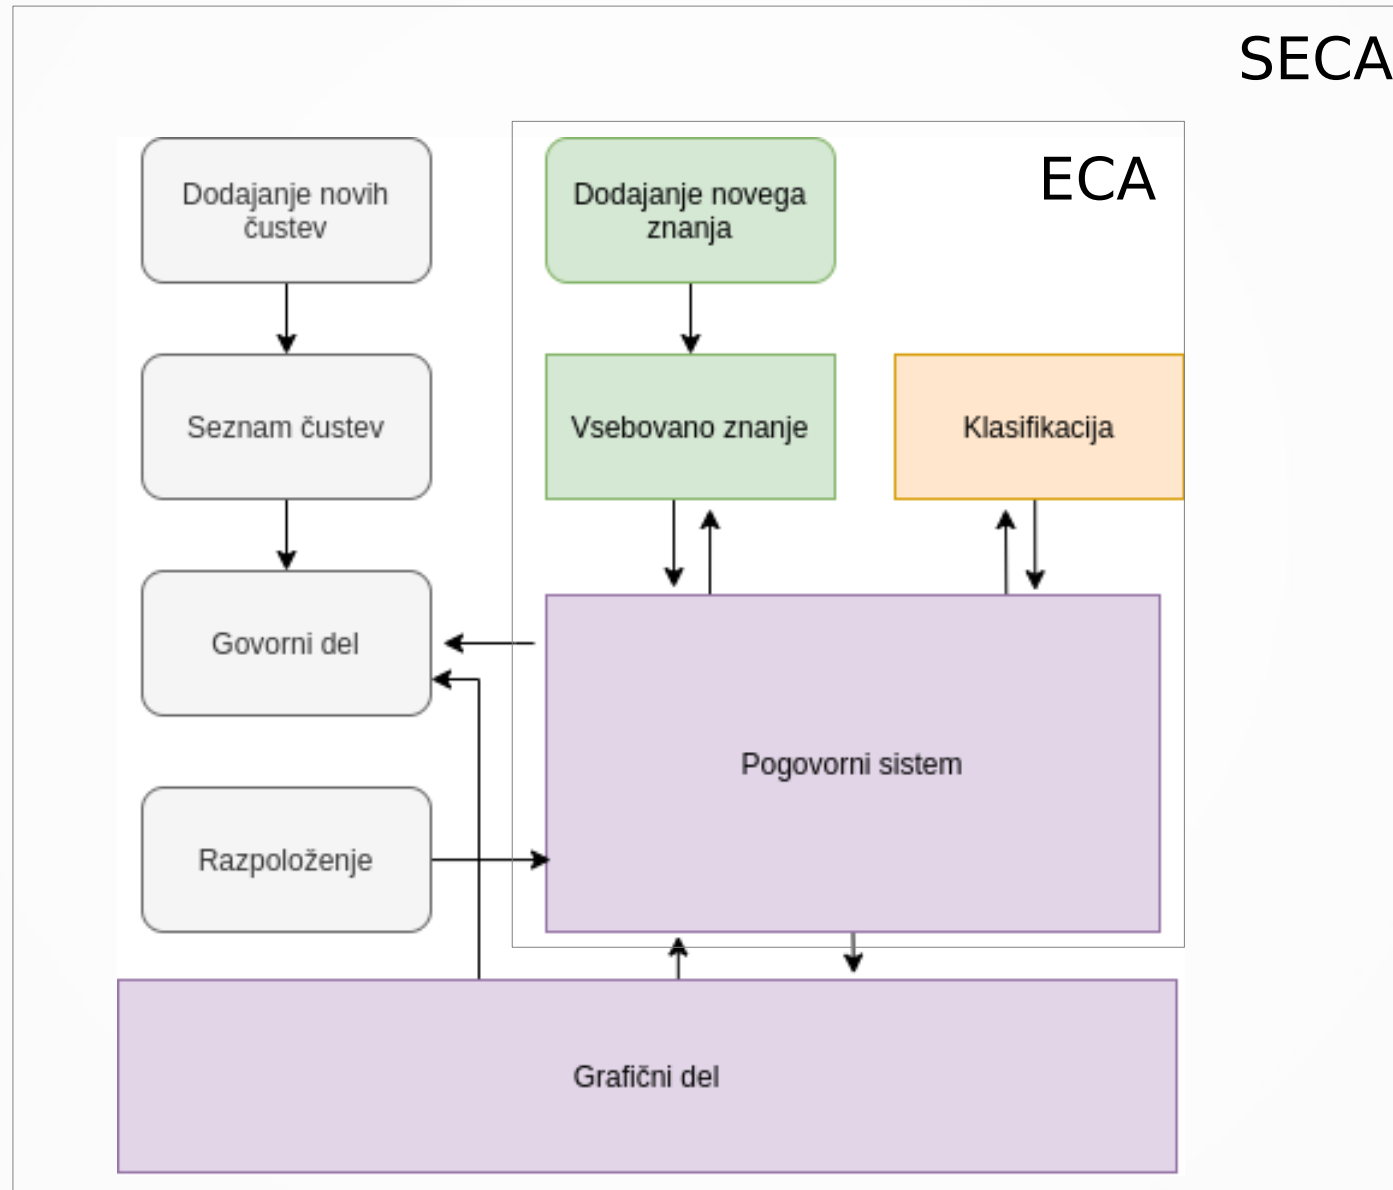 SECA
ECA
Dodajanje novih
čustev
Dodajanje novega
znanja
Seznam čustev
Vsebovano znanje
Klasifikacija
Govorni del
Pogovorni sistem
Razpoloženje
Grafični del